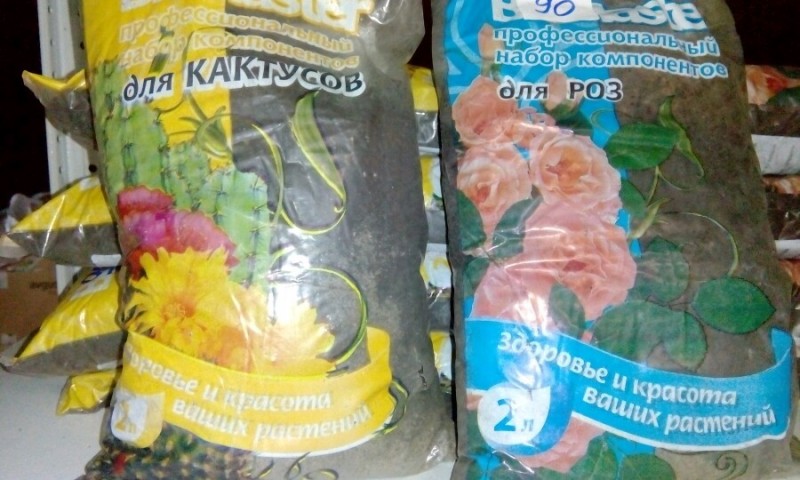 профессиональный
набор компонентов
для КАКТУСОВ
здоровье и красота
ваших растений
2л
90
профессиональный
набор компонентов
для РОЗ
здоровье и красота
ваших растений
2л